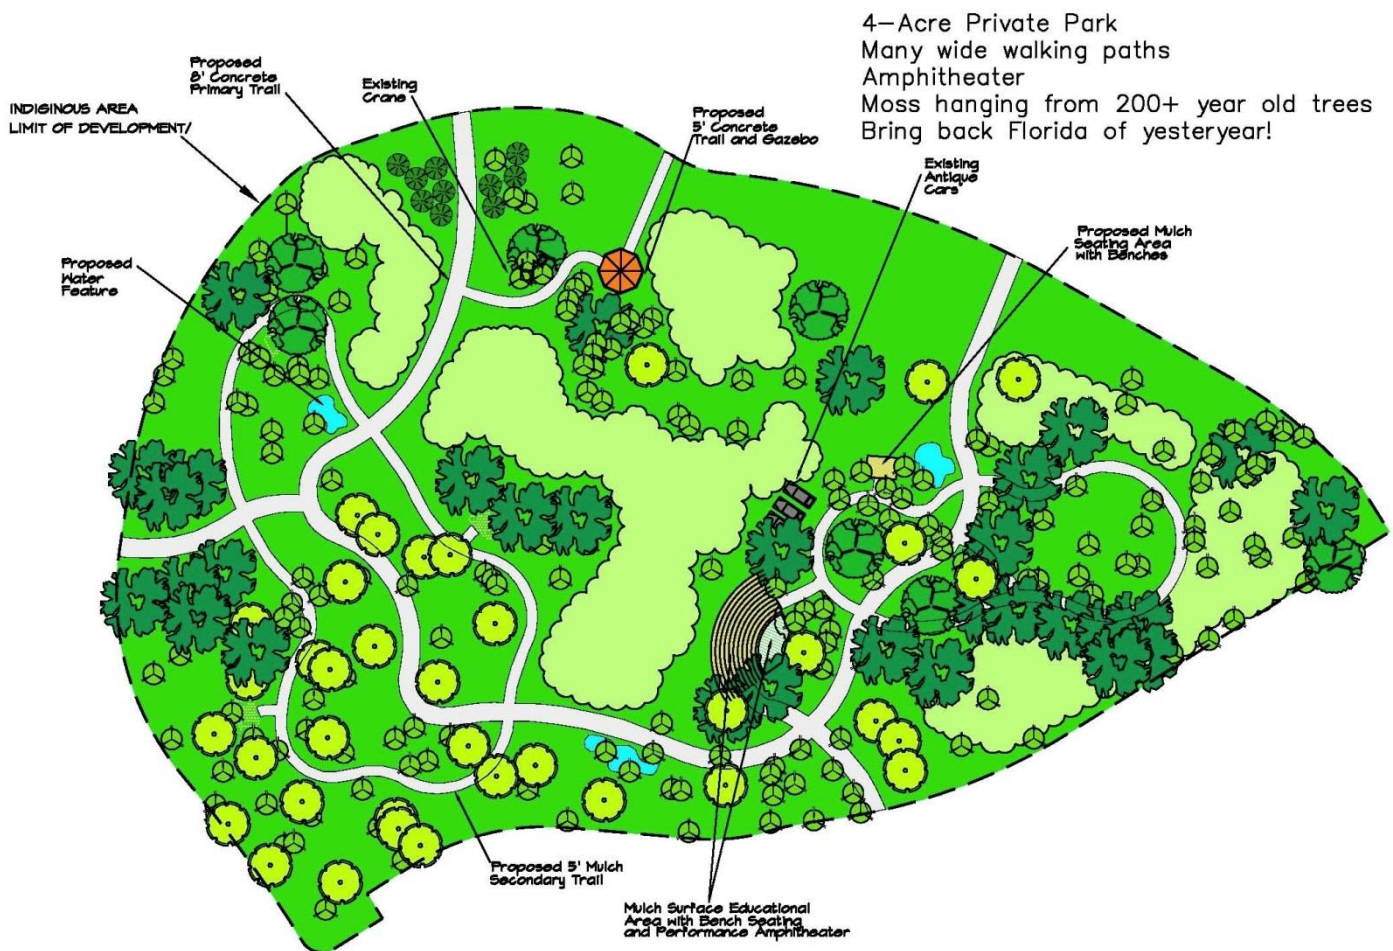 4-Acre Private Park
Many wide walking paths
Amphitheater
Moss hanging from 200+ year old trees
Bring back Florida of yesteryear!
Proposed
8' Concrete
Primary Trail
Existing
Crane
INDIGINOUS AREA
LIMIT OF DEVELOPMENT/
Proposed
5' Concrete
Trail and Gazebo
Existing
Antique
Cars
Proposed Mulch
Seating Area
with Benches
Proposed
Water
Feature
Proposed 5' Mulch
Secondary Trail
Mulch Surface Educational
Area with Bench Seating
and Performance Amphitheater